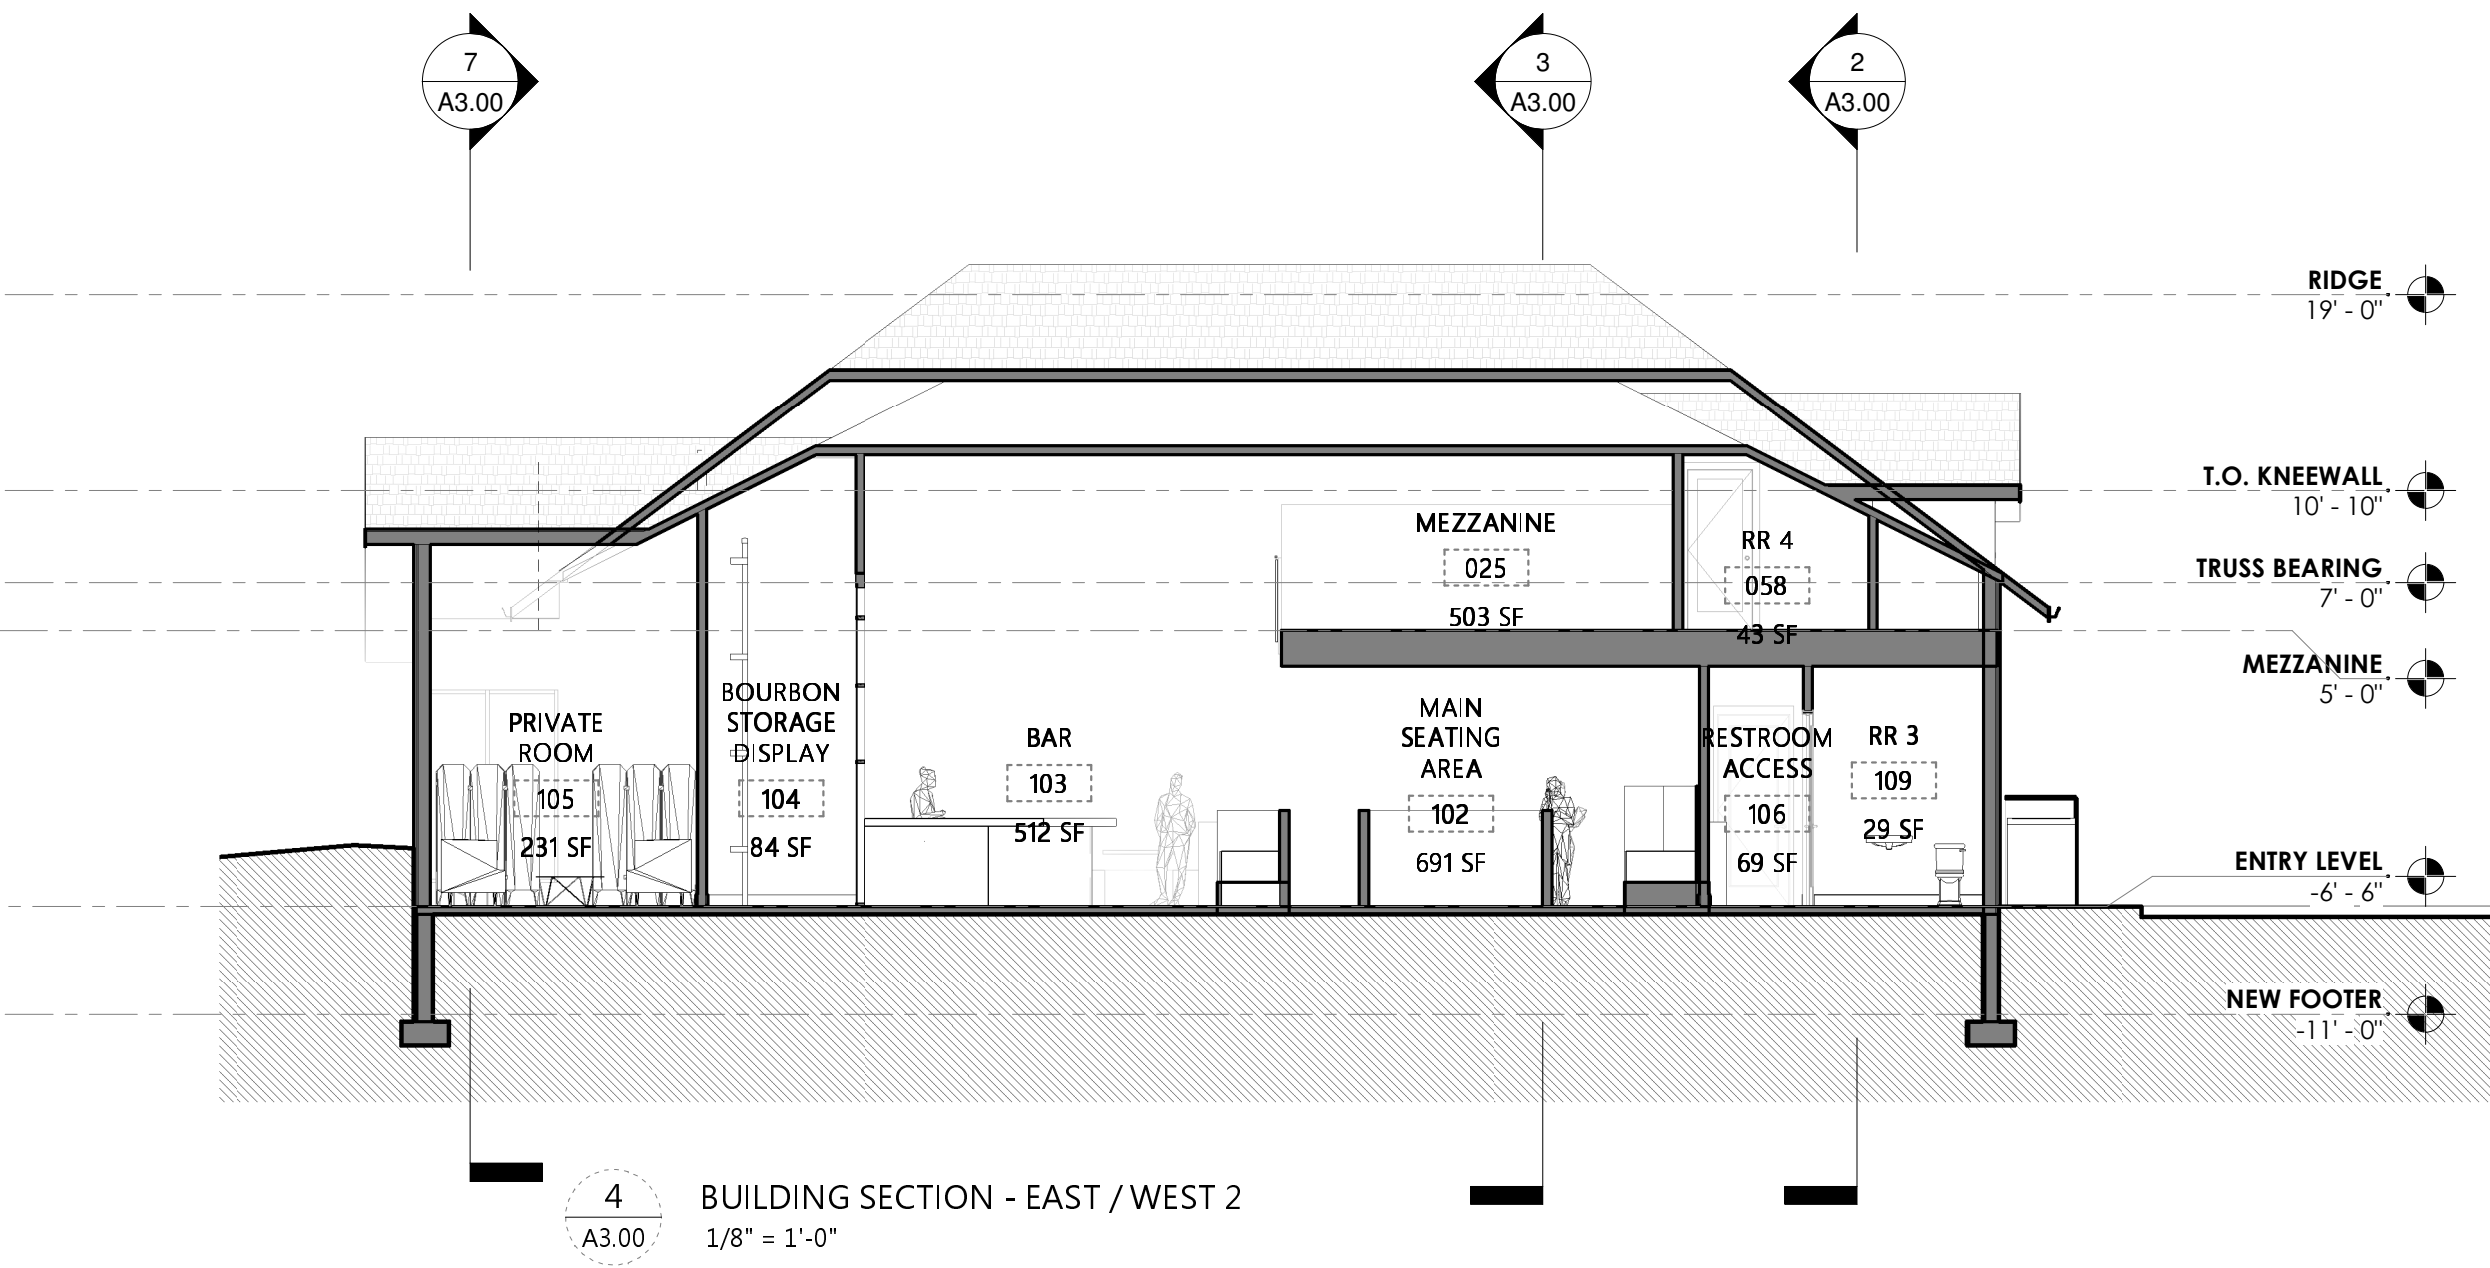 7
A3.00
3
A3.00
2
A3.00
RIDGE
19' - 0"
T.O. KNEEWALL
10' - 10"
TRUSS BEARING
7' - 0"
MEZZANINE
5' - 0"
ENTRY LEVEL
-6' - 6"
NEW FOOTER
-11' - 0"
MEZZANINE
025
503 SF
RR 4
058
43 SF
PRIVATE
ROOM
105
231 SF
BOURBON
STORAGE
DISPLAY
104
84 SF
BAR
103
512 SF
MAIN
SEATING
AREA
102
691 SF
RESTROOM
ACCESS
106
69 SF
RR 3
109
29 SF
4
A3.00
BUILDING SECTION - EAST / WEST 2
1/8" = 1'-0"